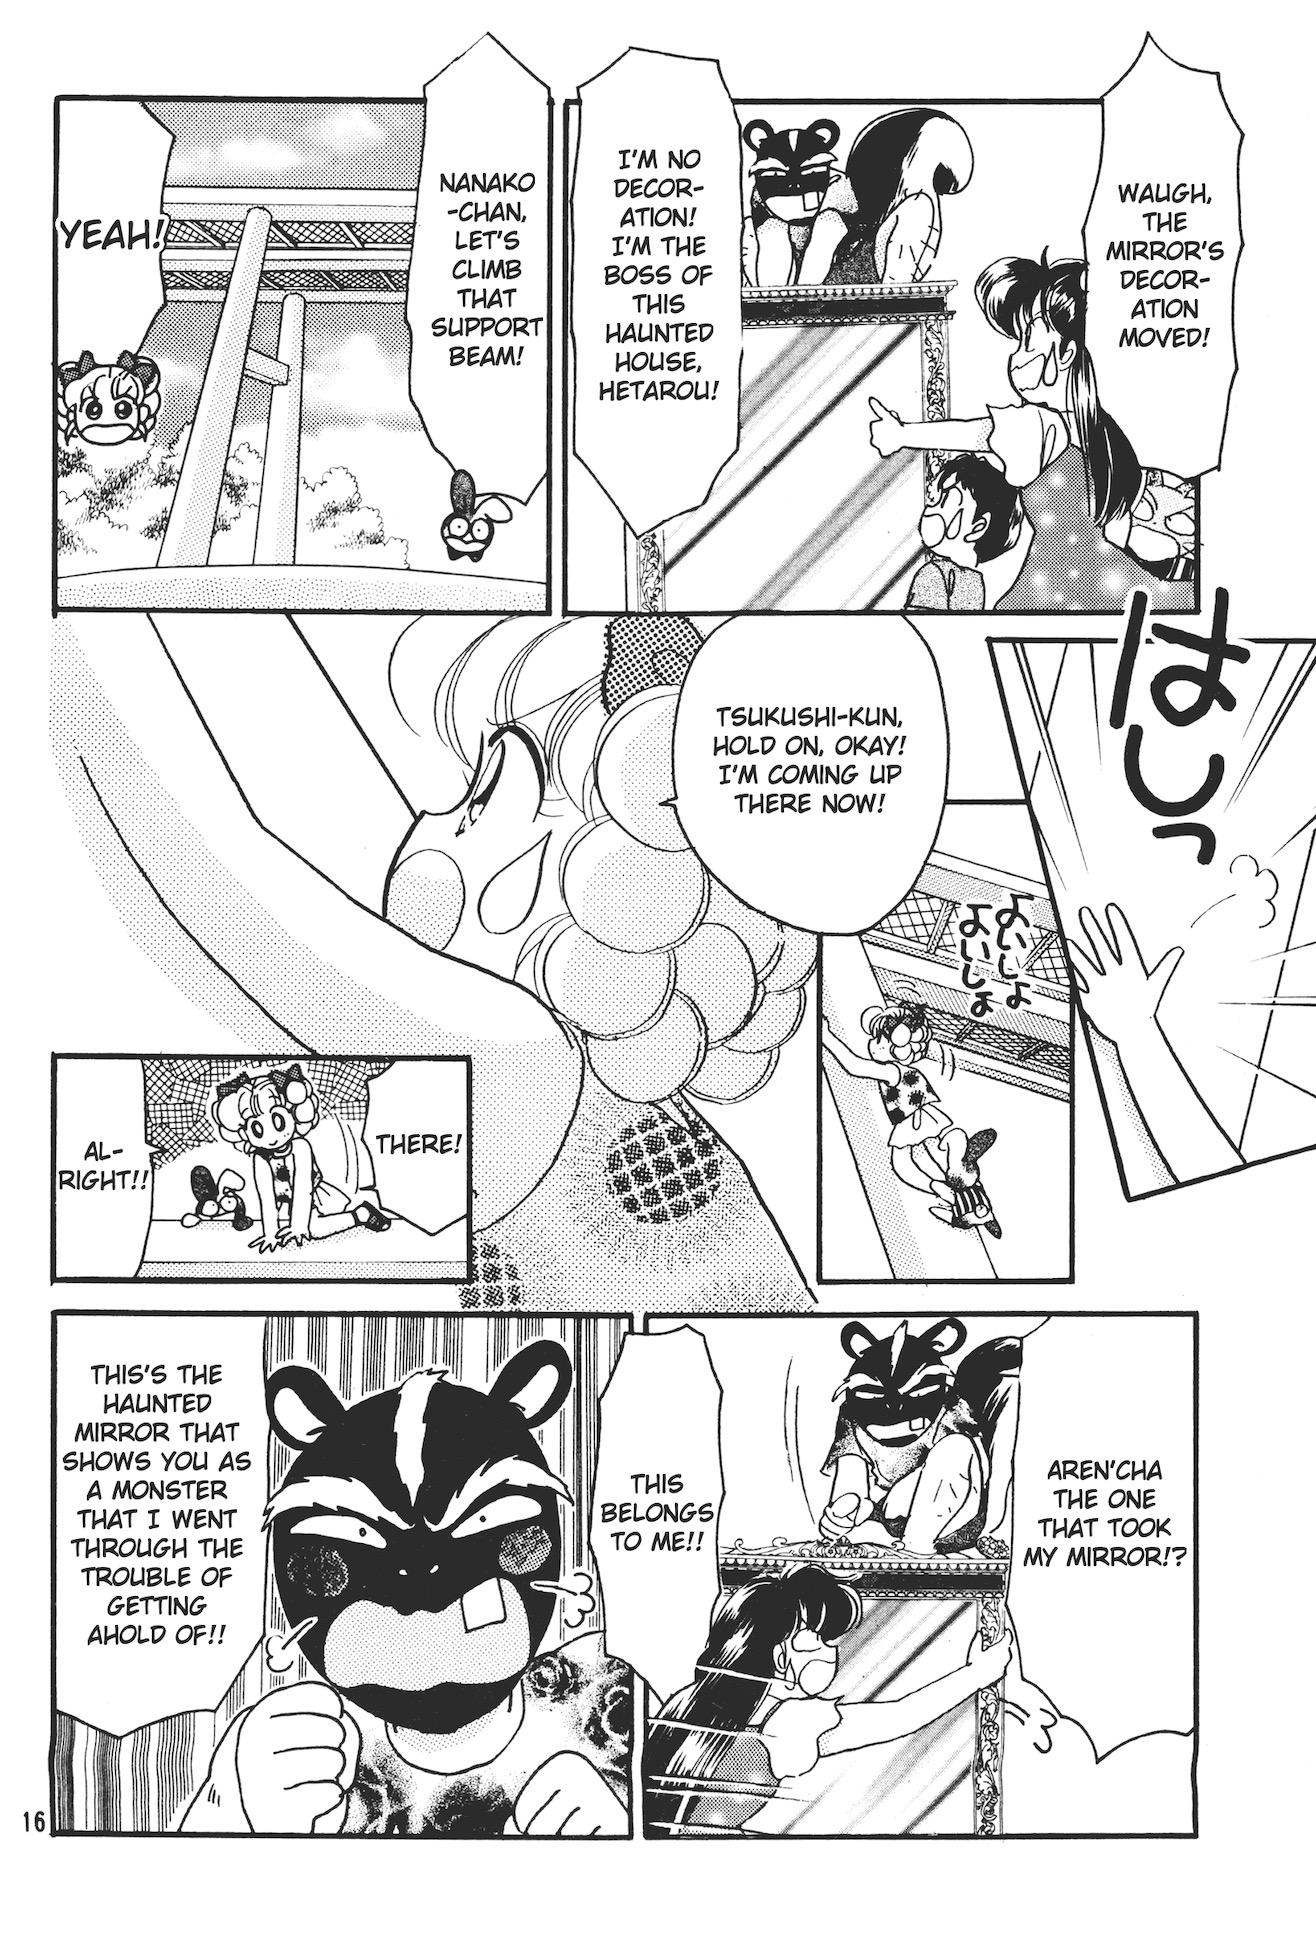 WAUGH,
THE
MIRROR'S
DECOR-
ATION
MOVED!
I'M NO
DECOR-
ATION!
I'M THE
BOSS OF
THIS
HAUNTED
HOUSE,
HETAROU!
NANAKO
-CHAN,
LET'S
CLIMB
THAT
SUPPORT
BEAM!
YEAH!
はしっ
よいしょ
よいしょ
TSUKUSHI-KUN,
HOLD ON, OKAY!
I'M COMING UP
THERE NOW!
THERE!
AL-
RIGHT!!
AREN'CHA
THE ONE
THAT TOOK
MY MIRROR!?
THIS
BELONGS
TO ME!!
THIS'S THE
HAUNTED
MIRROR THAT
SHOWS YOU AS
A MONSTER
THAT I WENT
THROUGH THE
TROUBLE OF
GETTING
AHOLD OF!!
16